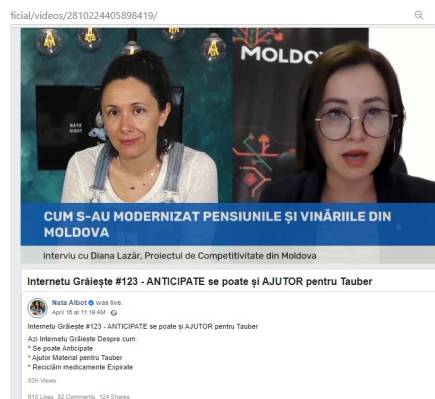 ficial/videos/2810224405898419/
MOLDOV
NATA
ALBOT
CUM S-AU MODERNIZAT PENSIUNILE ȘI VINĂRIILE DIN
MOLDOVA
interviu cu Diana Lazăr, Proiectul de Competitivitate din Moldova
Internetu Grăiește #123 - ANTICIPATE se poate și AJUTOR pentru Tauber
Nata Albot was live.
April 16 at 11:19 AM ·
Internetu Grăiește #123 - ANTICIPATE se poate și AJUTOR pentru Tauber
Azi Internetu Grăiește Despre cum:
* Se poate Anticipate
* Ajutor Material pentru Tauber
* Reciclăm medicamente Expirate
83K Views
610 Likes 82 Comments 124 Shares